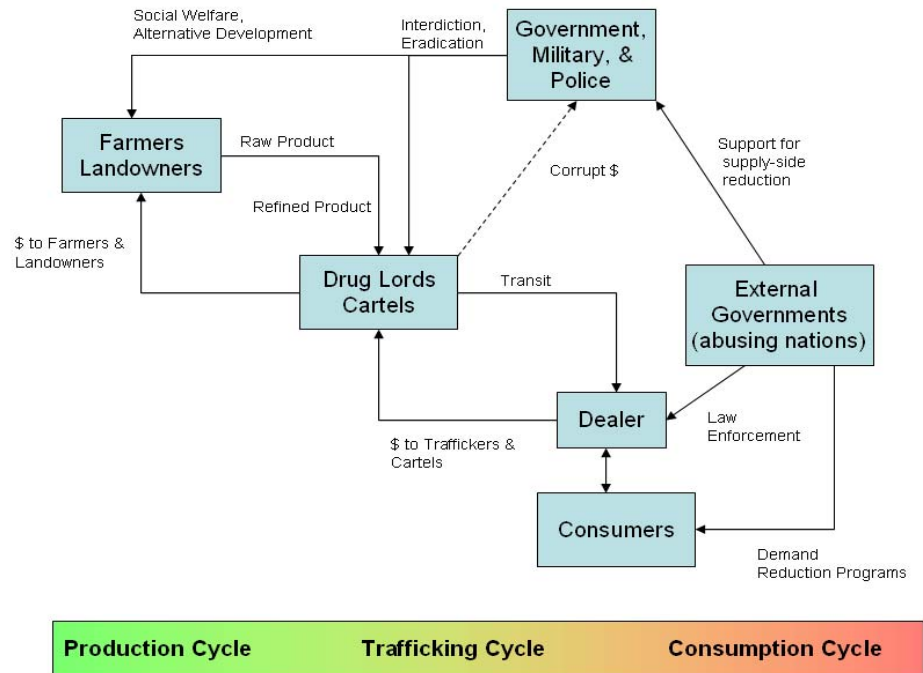 Social Welfare,
Alternative Development
Interdiction,
Eradication
Government,
Military, &
Police
Farmers
Landowners
Raw Product
Refined Product
Corrupt $
Support for
supply-side
reduction
$ to Farmers &
Landowners
Drug Lords
Cartels
Transit
External
Governments
(abusing nations)
Dealer
Law
Enforcement
$ to Traffickers &
Cartels
Consumers
Demand
Reduction Programs
Production Cycle
Trafficking Cycle
Consumption Cycle